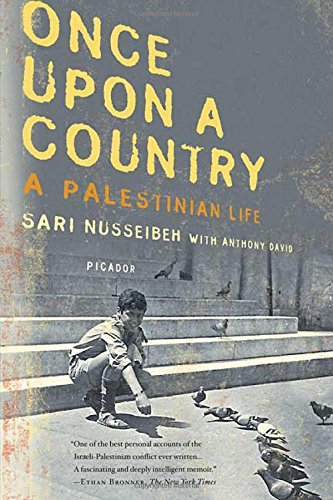 ONCE
UPON A
COUNTRY
A PALESTINIAN LIFE
SARI NUSSEIBEH WITH ANTHONY DAVID
PICADOR
"One of the best personal accounts of the
Israeli-Palestinian conflict ever written...
A fascinating and deeply intelligent memoir."
—ETHAN BRONNER, The New York Times